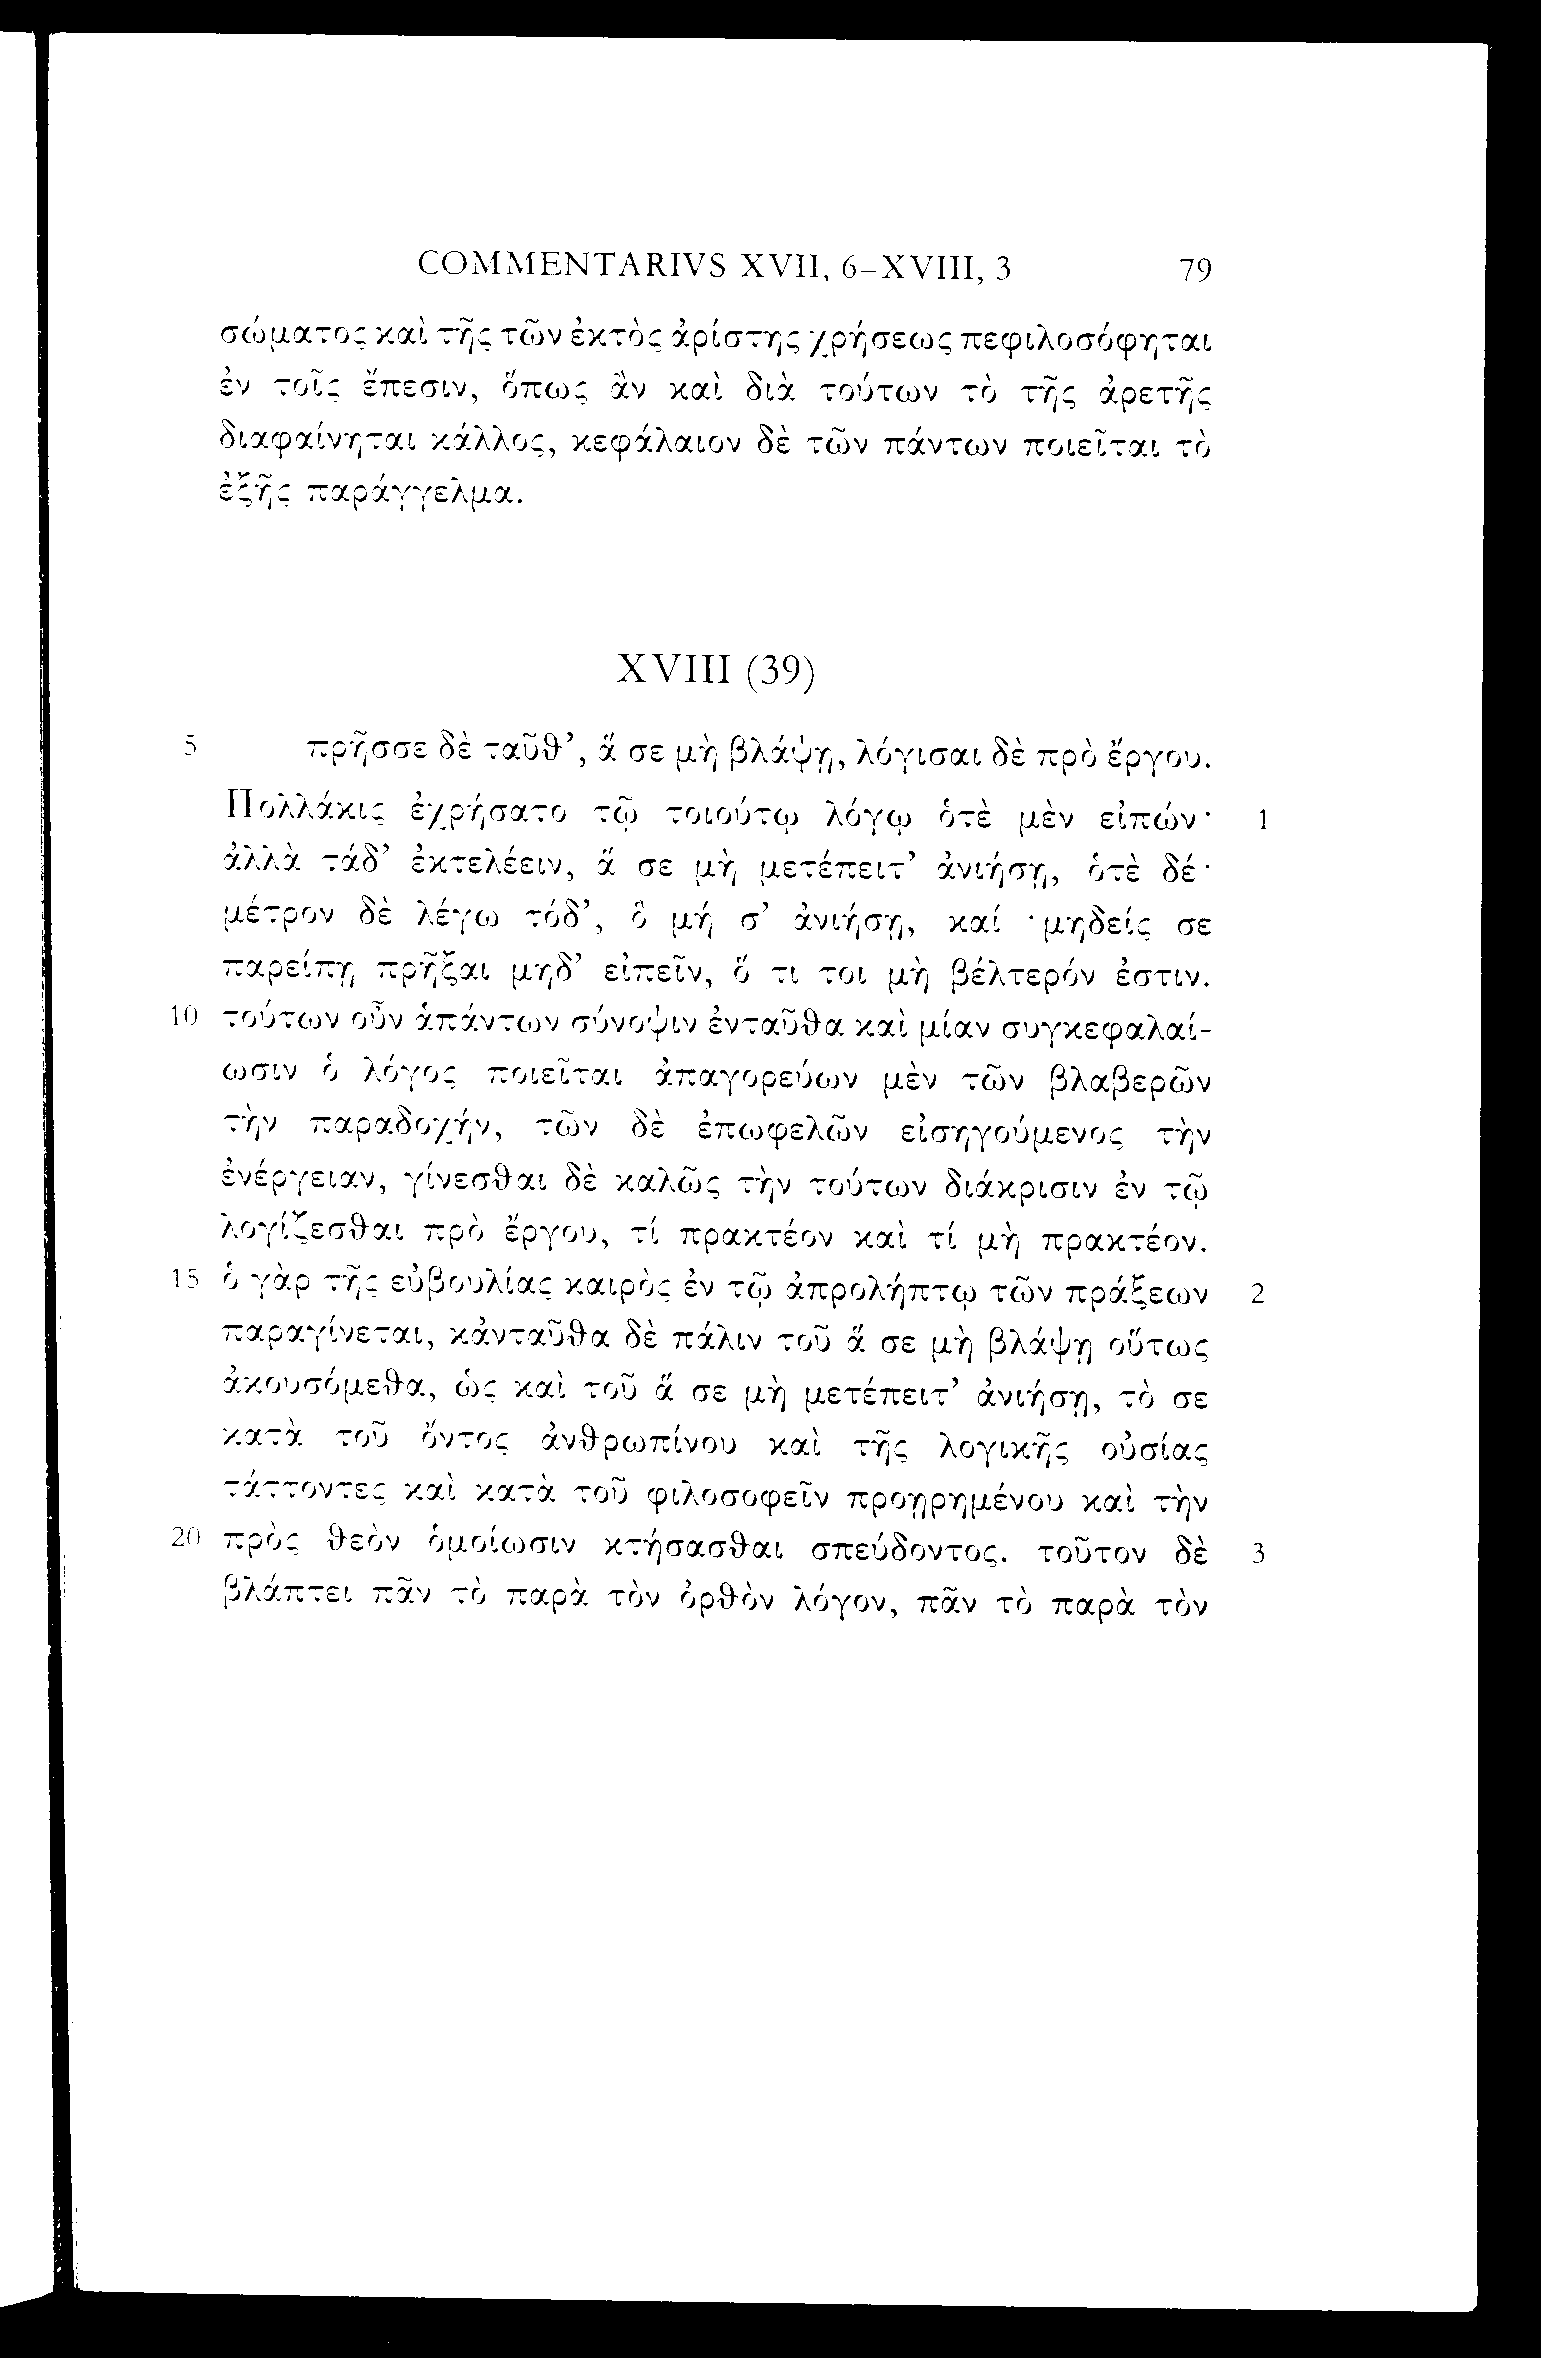 COMMENTARIVS XVII, 6–XVIII, 3 79
σώματος καὶ τῆς τῶν ἐκτὸς ἀρίστης χρήσεως πεφιλοσόφηται
ἐν τοῖς ἔπεσιν, ὅπως ἂν καὶ διὰ τούτων τὸ τῆς ἀρετῆς
διαφαίνηται κάλλος, κεφάλαιον δὲ τῶν πάντων ποιεῖται τὸ
ἑξῆς παράγγελμα.
XVIII (39)
5 πρῆσσε δὲ ταῦθ’, ἅ σε μὴ βλάψῃ, λόγισαι δὲ πρὸ ἔργου.
Πολλάκις ἐχρήσατο τῷ τοιούτῳ λόγῳ ὁτὲ μὲν εἰπών· 1
ἀλλὰ τάδ’ ἐκτελέειν, ἅ σε μὴ μετέπειτ’ ἀνιήσῃ, ὁτὲ δέ·
μέτρον δὲ λέγω τόδ’, ὃ μή σ’ ἀνιήσῃ, καί · μηδείς σε
παρείπῃ πρῆξαι μηδ’ εἰπεῖν, ὅ τι τοι μὴ βέλτερόν ἐστιν.
10 τούτων οὖν ἁπάντων σύνοψιν ἐνταῦθα καὶ μίαν συγκεφαλαί-
ωσιν ὁ λόγος ποιεῖται ἀπαγορεύων μὲν τῶν βλαβερῶν
τὴν παραδοχήν, τῶν δὲ ἐπωφελῶν εἰσηγούμενος τὴν
ἐνέργειαν, γίνεσθαι δὲ καλῶς τὴν τούτων διάκρισιν ἐν τῷ
λογίζεσθαι πρὸ ἔργου, τί πρακτέον καὶ τί μὴ πρακτέον.
15 ὁ γὰρ τῆς εὐβουλίας καιρὸς ἐν τῷ ἀπρολήπτῳ τῶν πράξεων 2
παραγίνεται, κἀνταῦθα δὲ πάλιν τοῦ ἅ σε μὴ βλάψῃ οὕτως
ἀκουσόμεθα, ὡς καὶ τοῦ ἅ σε μὴ μετέπειτ’ ἀνιήσῃ, τὸ σε
κατὰ τοῦ ὄντος ἀνθρωπίνου καὶ τῆς λογικῆς οὐσίας
τάττοντες καὶ κατὰ τοῦ φιλοσοφεῖν προῃρημένου καὶ τὴν
20 πρὸς θεὸν ὁμοίωσιν κτήσασθαι σπεύδοντος. τοῦτον δὲ 3
βλάπτει πᾶν τὸ παρὰ τὸν ὀρθὸν λόγον, πᾶν τὸ παρὰ τὸν